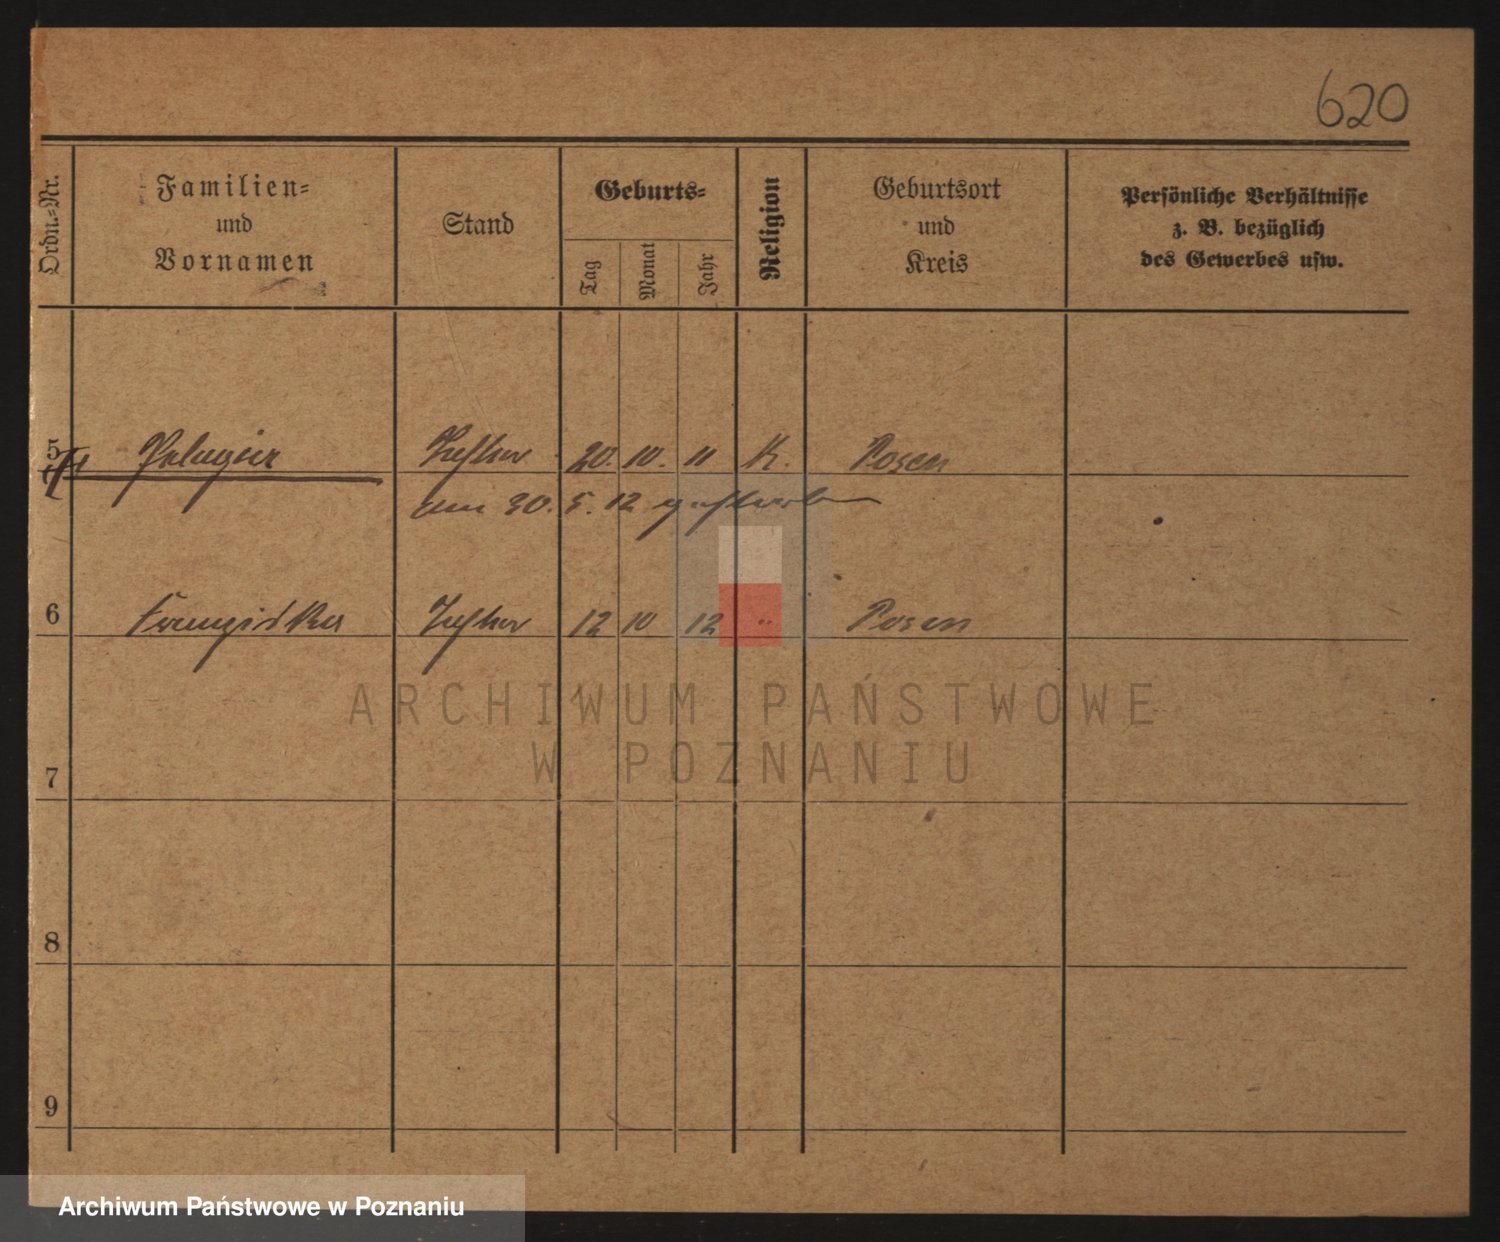 620
Ordn.-Nr.
Familien-
und
Vornamen
Stand
Geburts-
Tag
Monat
Jahr
Religion
Geburtsort
und
Kreis
Persönliche Verhältnisse
z. B. bezüglich
des Gewerbes usw.
5 Pelagia Tochter 20. 10. 11 K. Posen
am 30. 5. 12 gestorben
6 Franziska Tochter 12 10 12 " Posen
7
8
9
ARCHIWUM PAŃSTWOWE
W POZNANIU
Archiwum Państwowe w Poznaniu